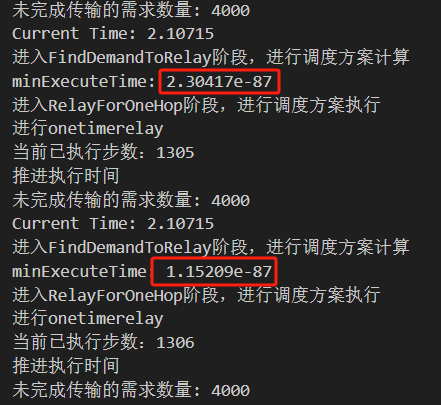 未完成传输的需求数量: 4000
Current Time: 2.10715
进入FindDemandToRelay阶段，进行调度方案计算
minExecuteTime: 2.30417e-87
进入RelayForOneHop阶段，进行调度方案执行
进行onetimerelay
当前已执行步数：1305
推进执行时间
未完成传输的需求数量: 4000
Current Time: 2.10715
进入FindDemandToRelay阶段，进行调度方案计算
minExecuteTime: 1.15209e-87
进入RelayForOneHop阶段，进行调度方案执行
进行onetimerelay
当前已执行步数：1306
推进执行时间
未完成传输的需求数量: 4000